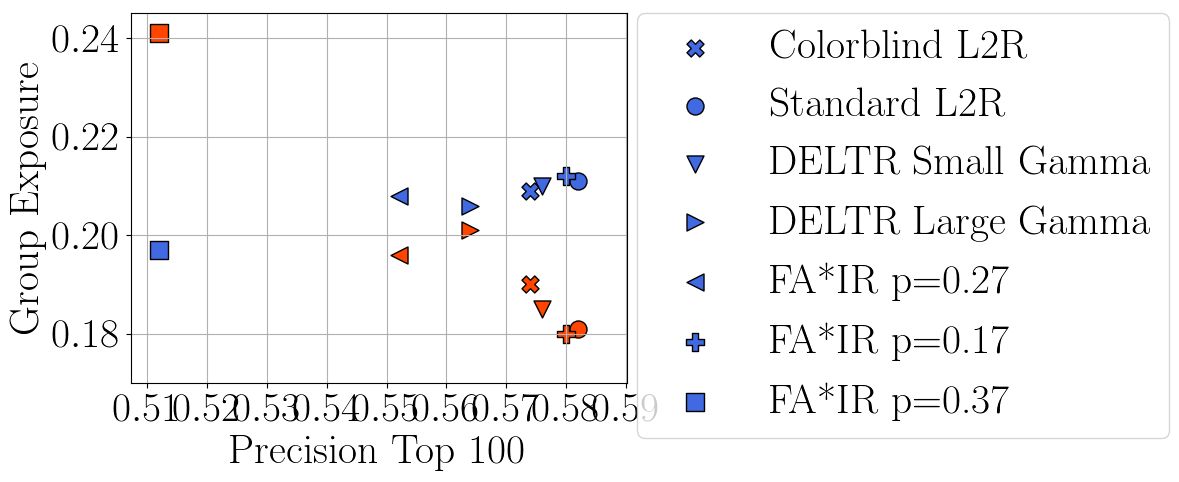 0.24
0.22
0.20
0.18
Group Exposure
0.51 0.52 0.53 0.54 0.55 0.56 0.57 0.58 0.59
Precision Top 100
Colorblind L2R
Standard L2R
DELTR Small Gamma
DELTR Large Gamma
FA*IR p=0.27
FA*IR p=0.17
FA*IR p=0.37